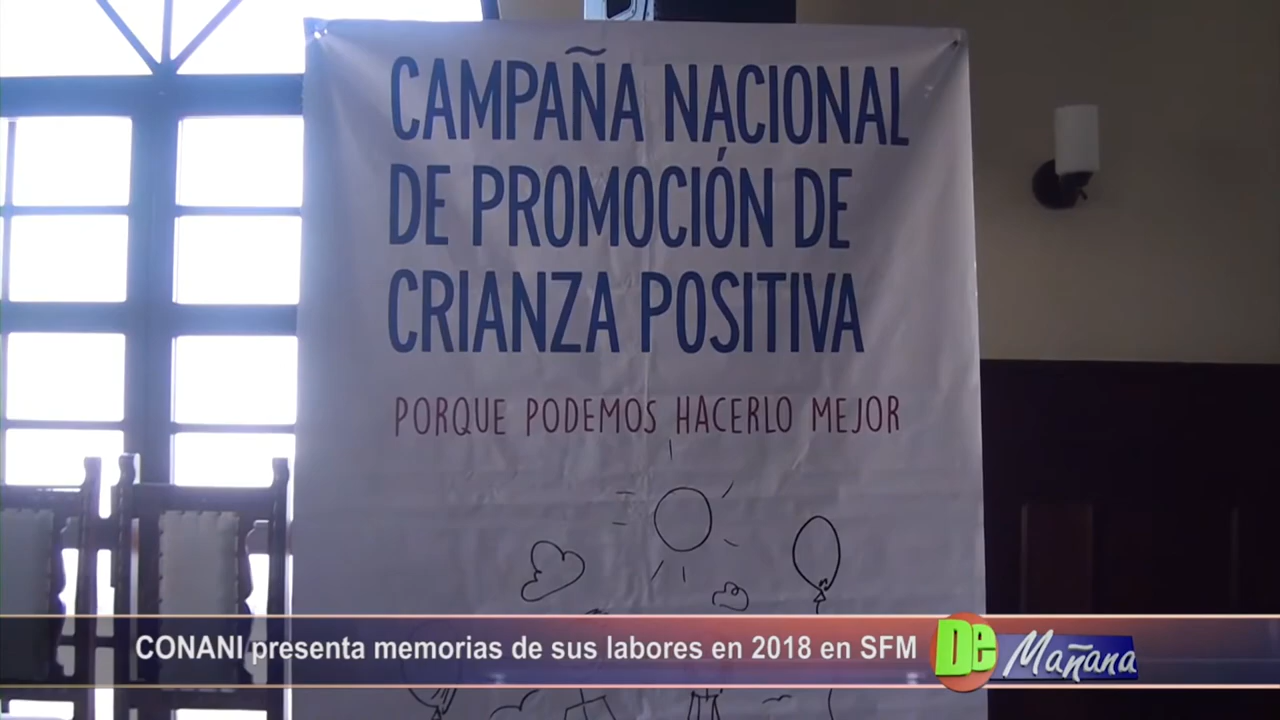 CAMPAÑA NACIONAL
DE PROMOCIÓN DE
CRIANZA POSITIVA
PORQUE PODEMOS HACERLO MEJOR
CONANI presenta memorias de sus labores en 2018 en SFM
De Mañana